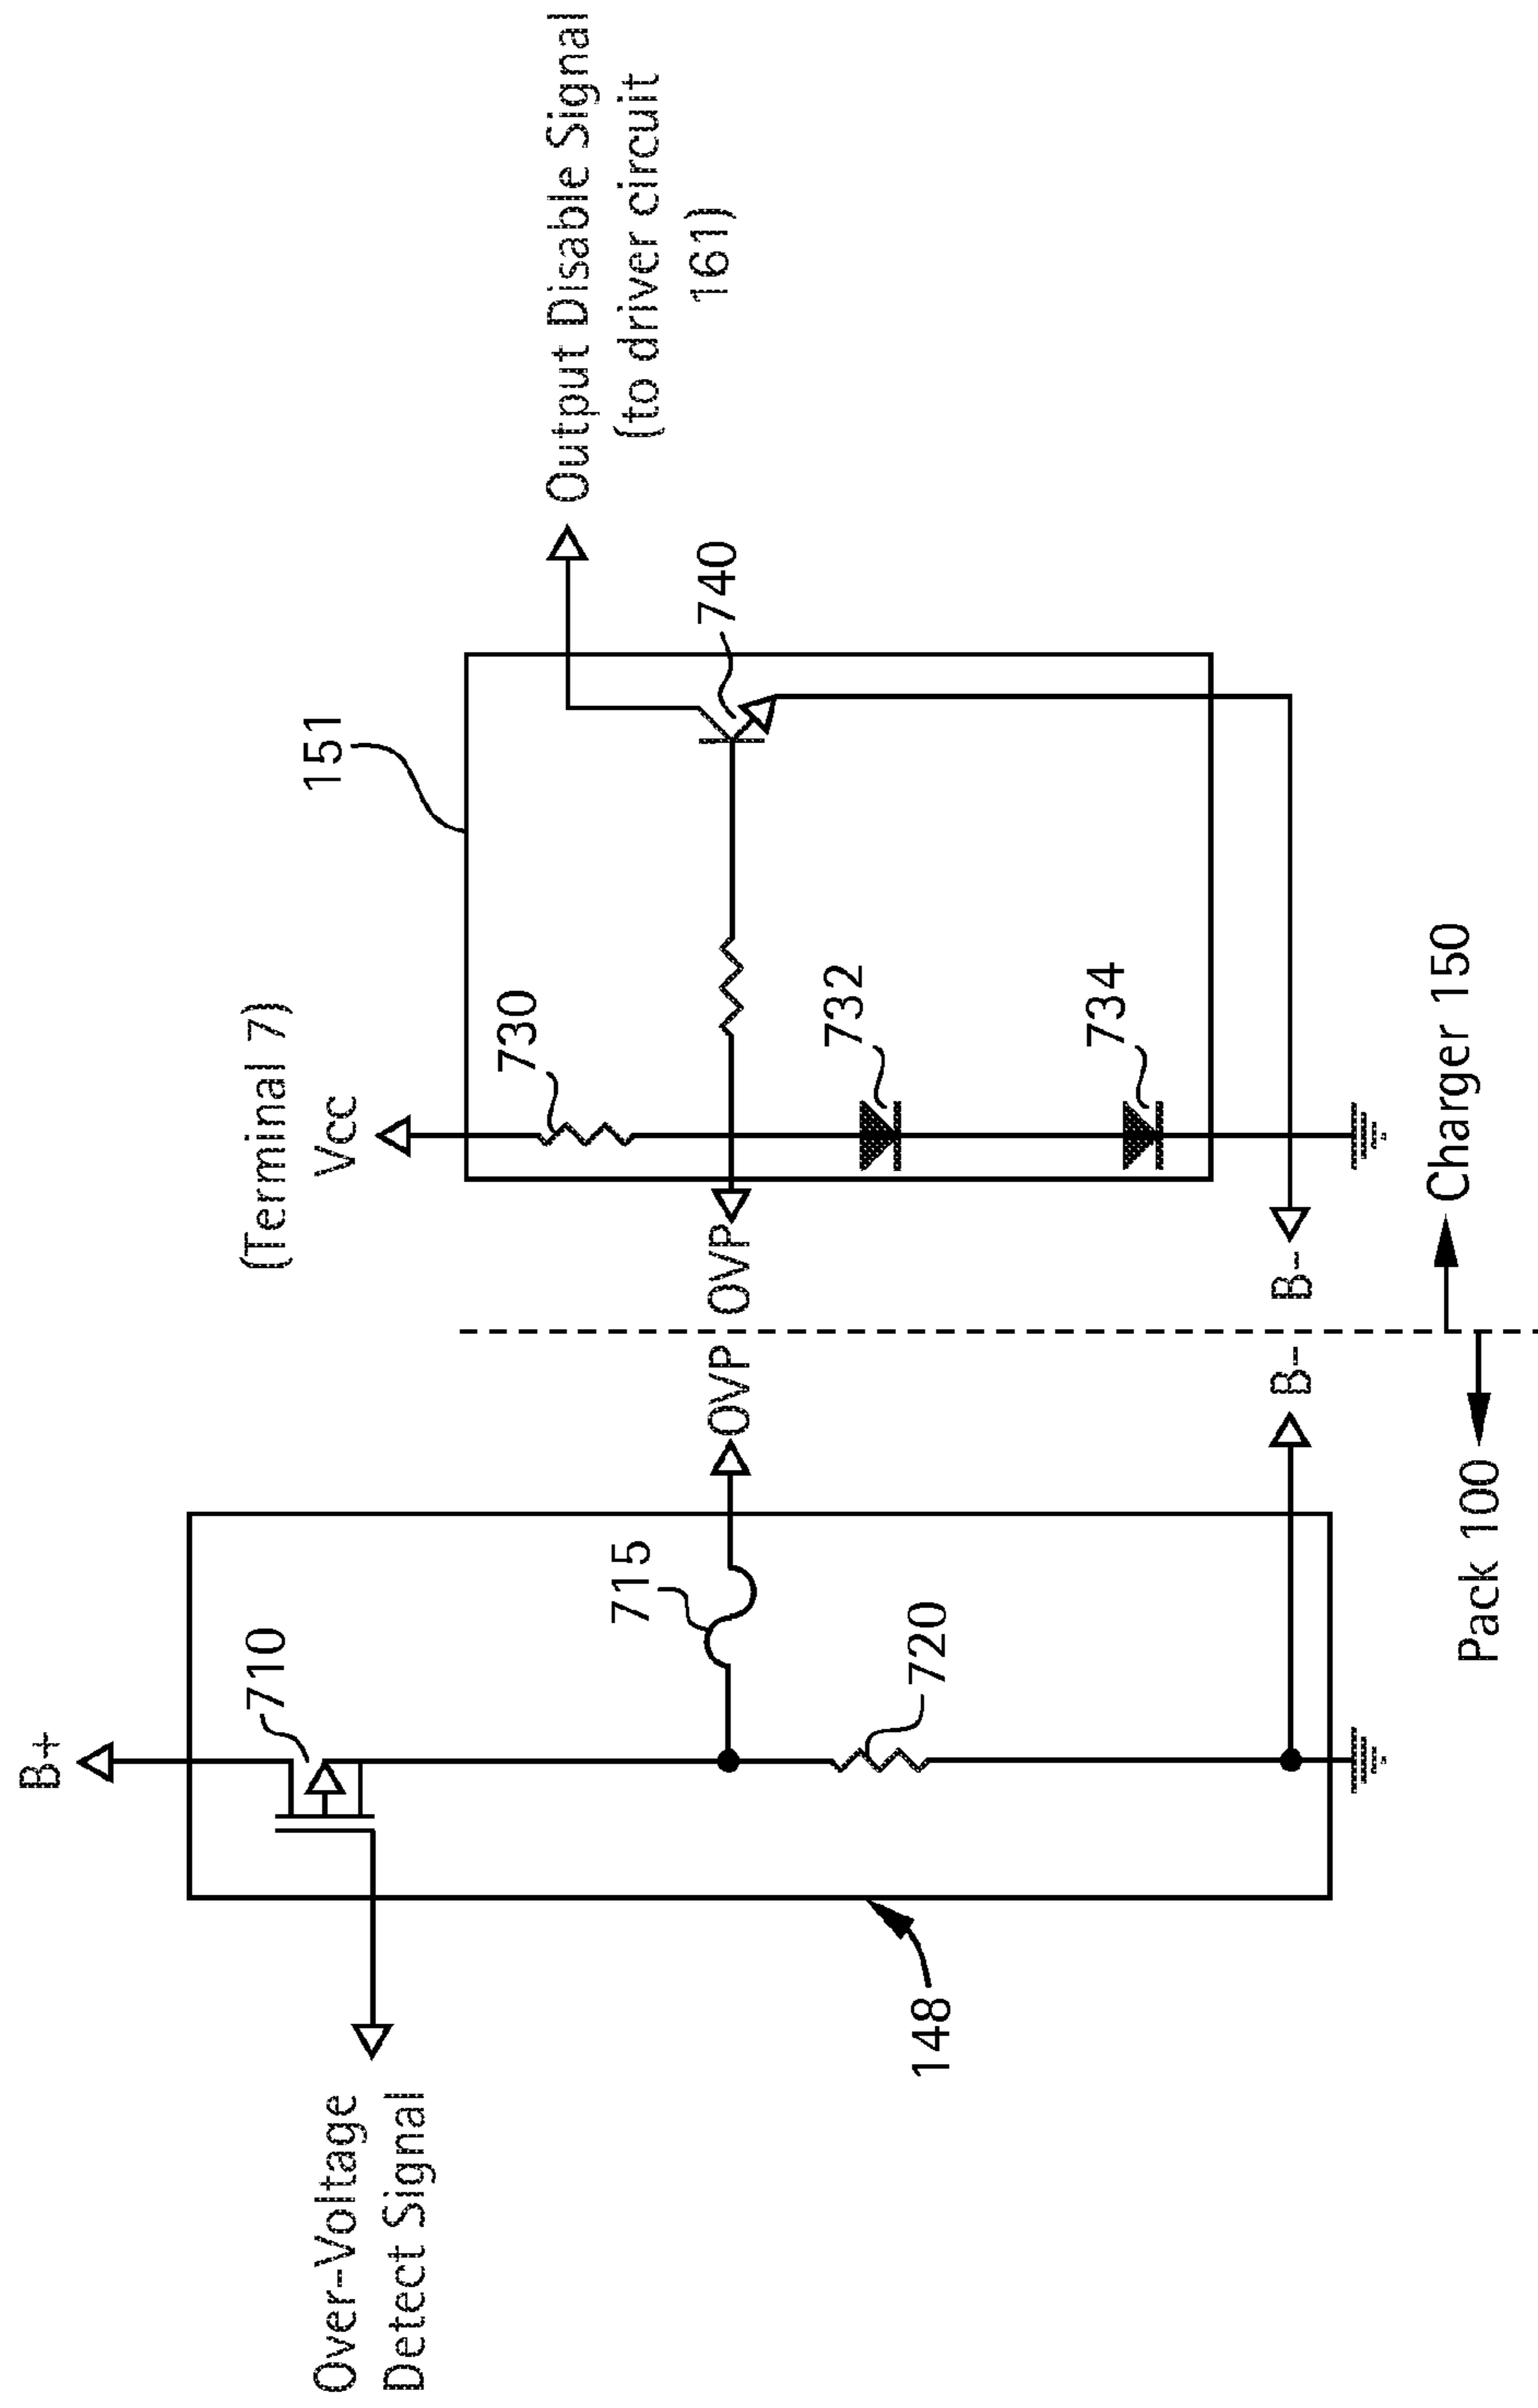 (Terminal 7)
Vcc
B+
151
710
730
Output Disable Signal
(to driver circuit
161)
Over-Voltage
Detect Signal
715
OVP
OVP
740
720
732
148
734
B-
B-
Pack 100
Charger 150